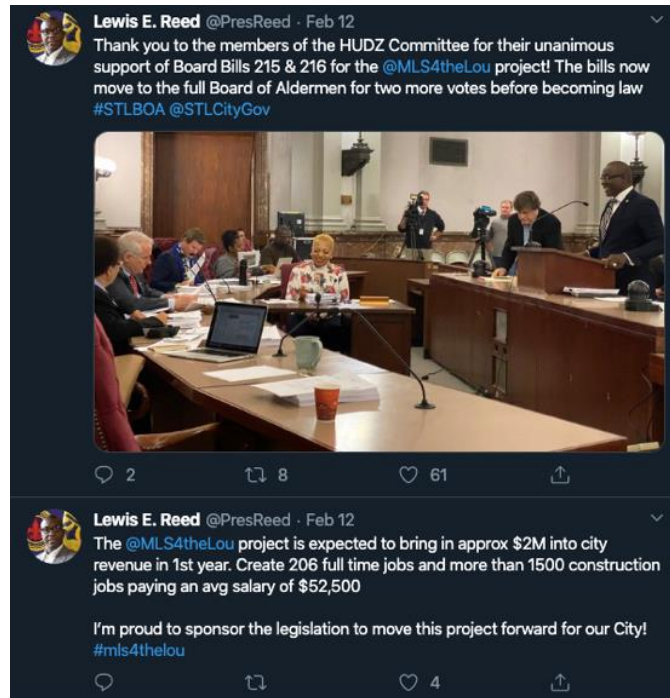 Lewis E. Reed @PresReed · Feb 12
Thank you to the members of the HUDZ Committee for their unanimous
support of Board Bills 215 & 216 for the @MLS4theLou project! The bills now
move to the full Board of Aldermen for two more votes before becoming law
#STLBOA @STLCityGov
2 8 61
Lewis E. Reed @PresReed · Feb 12
The @MLS4theLou project is expected to bring in approx $2M into city
revenue in 1st year. Create 206 full time jobs and more than 1500 construction
jobs paying an avg salary of $52,500
I'm proud to sponsor the legislation to move this project forward for our City!
#mls4thelou
4